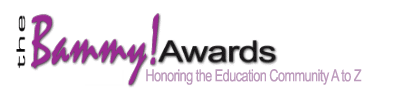 the Bammy! Awards
Honoring the Education Community A to Z